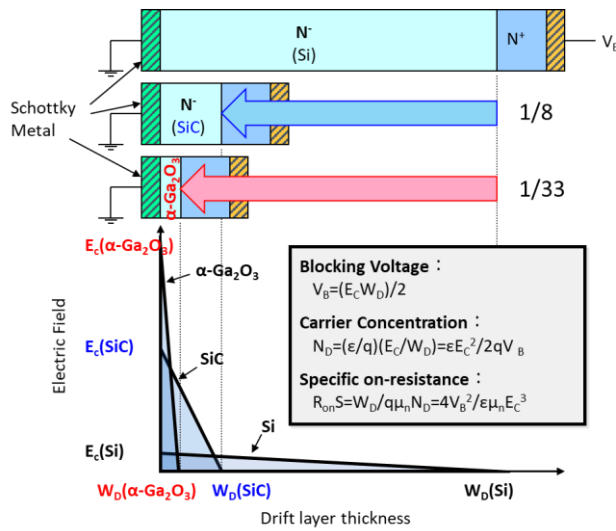 N⁻
(Si)
N⁺
V_B
Schottky
Metal
N⁻
(SiC)
1/8
α-Ga₂O₃
1/33
E_c(α-Ga₂O₃)
α-Ga₂O₃
E_c(SiC)
SiC
E_c(Si)
Si
Electric Field
Blocking Voltage：
V_B=(E_CW_D)/2
Carrier Concentration：
N_D=(ε/q)(E_C/W_D)=εE_C²/2qV_B
Specific on-resistance：
R_onS=W_D/qμ_nN_D=4V_B²/εμ_nE_C³
W_D(α-Ga₂O₃)
W_D(SiC)
W_D(Si)
Drift layer thickness